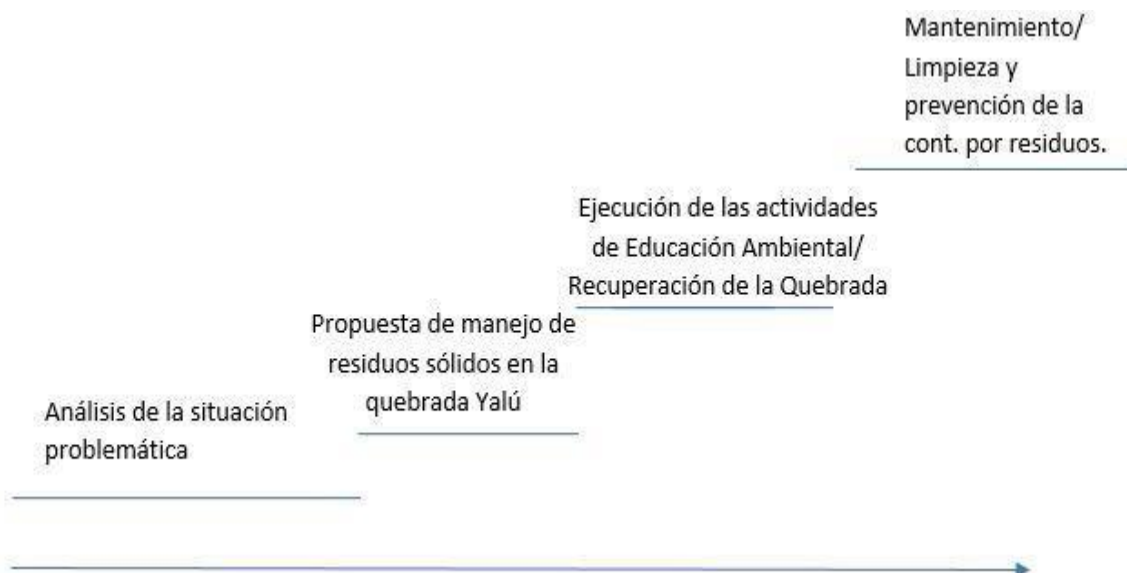 Análisis de la situación
problemática
Propuesta de manejo de
residuos sólidos en la
quebrada Yalú
Ejecución de las actividades
de Educación Ambiental/
Recuperación de la Quebrada
Mantenimiento/
Limpieza y
prevención de la
cont. por residuos.